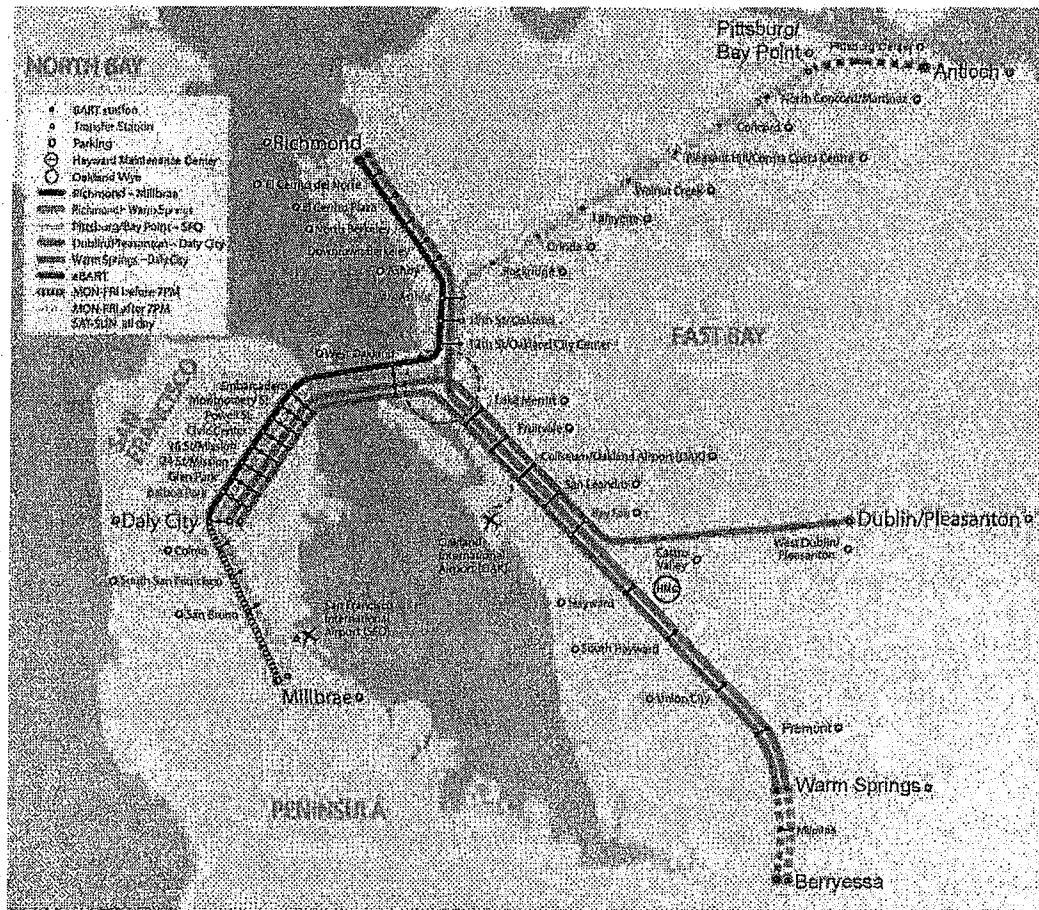 NORTH BAY
BART station
Transfer Station
Parking
Hayward Maintenance Center
Oakland Wye
Richmond – Millbrae
Richmond – Warm Springs
Pittsburg/Bay Point – SFO
Dublin/Pleasanton – Daly City
Warm Springs – Daly City
eBART
MON-FRI before 7PM
MON-FRI after 7PM
SAT-SUN all day
Pittsburg/
Bay Point
Pittsburg Center
Antioch
North Concord/Martinez
Concord
Pleasant Hill/Contra Costa Centre
Walnut Creek
Lafayette
Orinda
Rockridge
Richmond
El Cerrito del Norte
El Cerrito Plaza
North Berkeley
Downtown Berkeley
Ashby
19th St/Oakland
12th St/Oakland City Center
EAST BAY
West Oakland
SAN
FRANCISCO
Embarcadero
Montgomery St.
Powell St.
Civic Center
16 St/Mission
24 St/Mission
Glen Park
Balboa Park
Daly City
Colma
South San Francisco
San Bruno
San Francisco
International
Airport (SFO)
Millbrae
PENINSULA
Lake Merritt
Fruitvale
Coliseum/Oakland Airport (OAK)
San Leandro
Bay Fair
Oakland
International
Airport (OAK)
Castro
Valley
West Dublin/
Pleasanton
Dublin/Pleasanton
HMC
Hayward
South Hayward
Union City
Fremont
Warm Springs
Milpitas
Berryessa